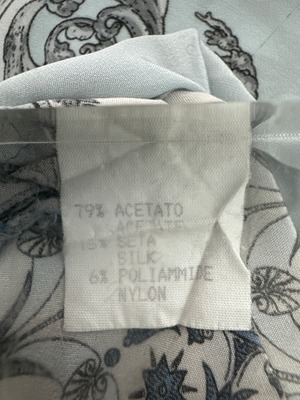 79% ACETATO
ACETATE
15% SETA
SILK
6% POLIAMMIDE
NYLON